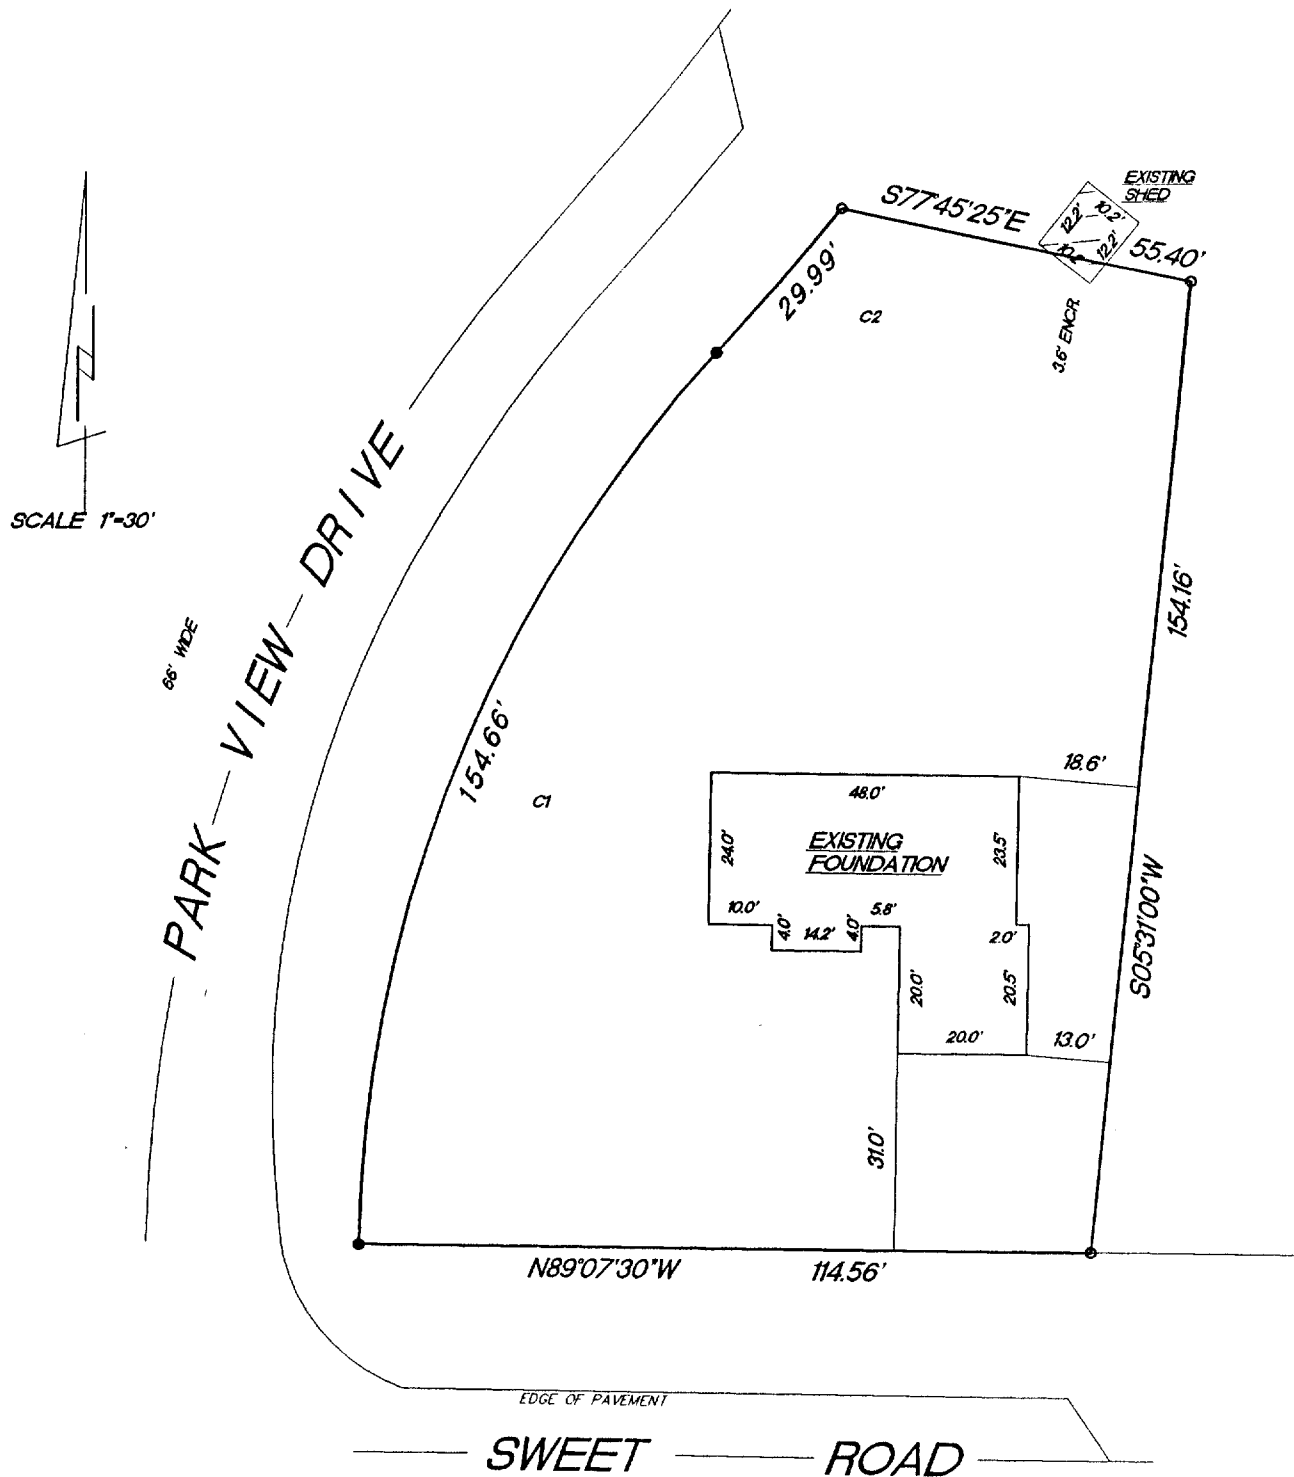 EXISTING
SHED
S77°45'25"E
12.2'
10.2'
12.2'
55.40'
29.99'
C2
3.6' ENCR.
SCALE 1"=30'
PARK VIEW DRIVE
66' WIDE
154.66'
C1
154.16'
18.6'
48.0'
24.0'
EXISTING
FOUNDATION
23.5'
10.0'
4.0'
14.2'
4.0'
5.8'
2.0'
S05°31'00"W
20.0'
20.5'
20.0'
13.0'
31.0'
N89°07'30"W
114.56'
EDGE OF PAVEMENT
SWEET ROAD